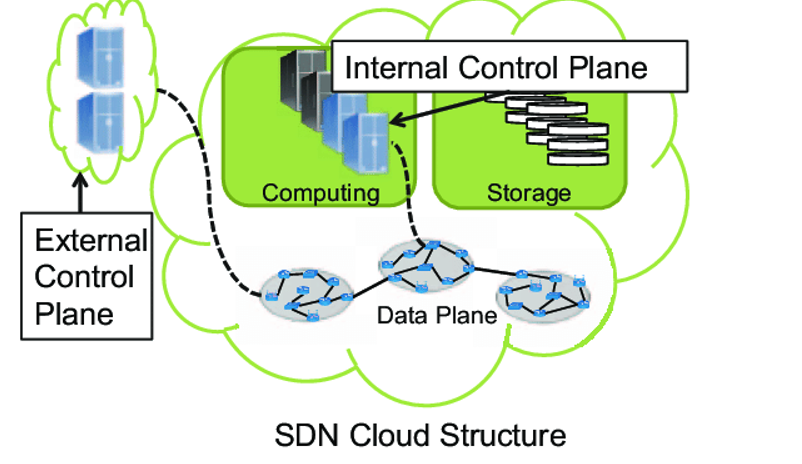 Internal Control Plane
Computing
Storage
External
Control
Plane
Data Plane
SDN Cloud Structure